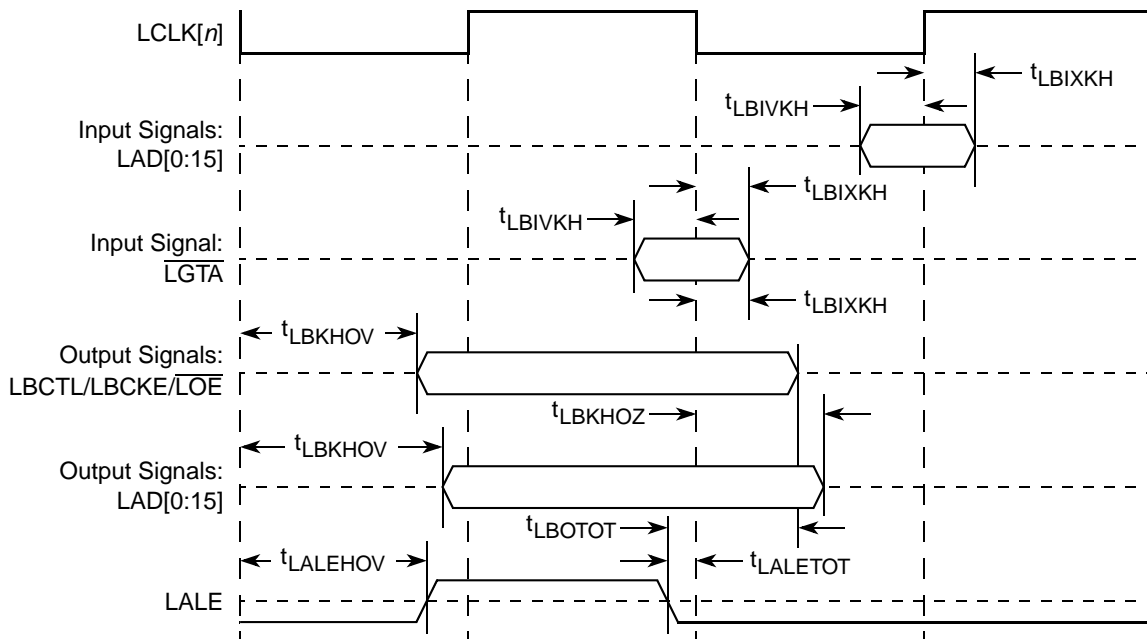 LCLK[n]
tLBIXKH
tLBIVKH
Input Signals:
LAD[0:15]
tLBIXKH
tLBIVKH
Input Signal:
LGTA
tLBIXKH
tLBKHOV
Output Signals:
LBCTL/LBCKE/LOE
tLBKHOZ
tLBKHOV
Output Signals:
LAD[0:15]
tLBOTOT
tLALEHOV
tLALETOT
LALE